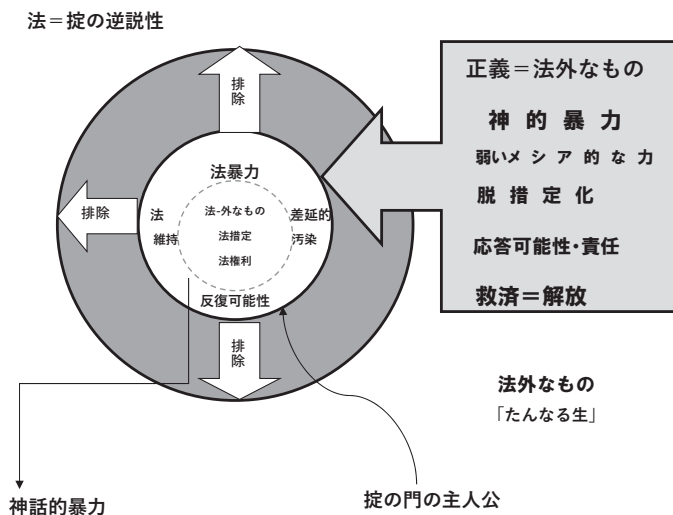 法＝掟の逆説性
排除
正義＝法外なもの
神的暴力
弱いメシア的な力
脱措定化
応答可能性・責任
救済＝解放
法暴力
排除
法維持
法-外なもの
法措定
法権利
差延的汚染
反復可能性
排除
法外なもの
「たんなる生」
神話的暴力
掟の門の主人公